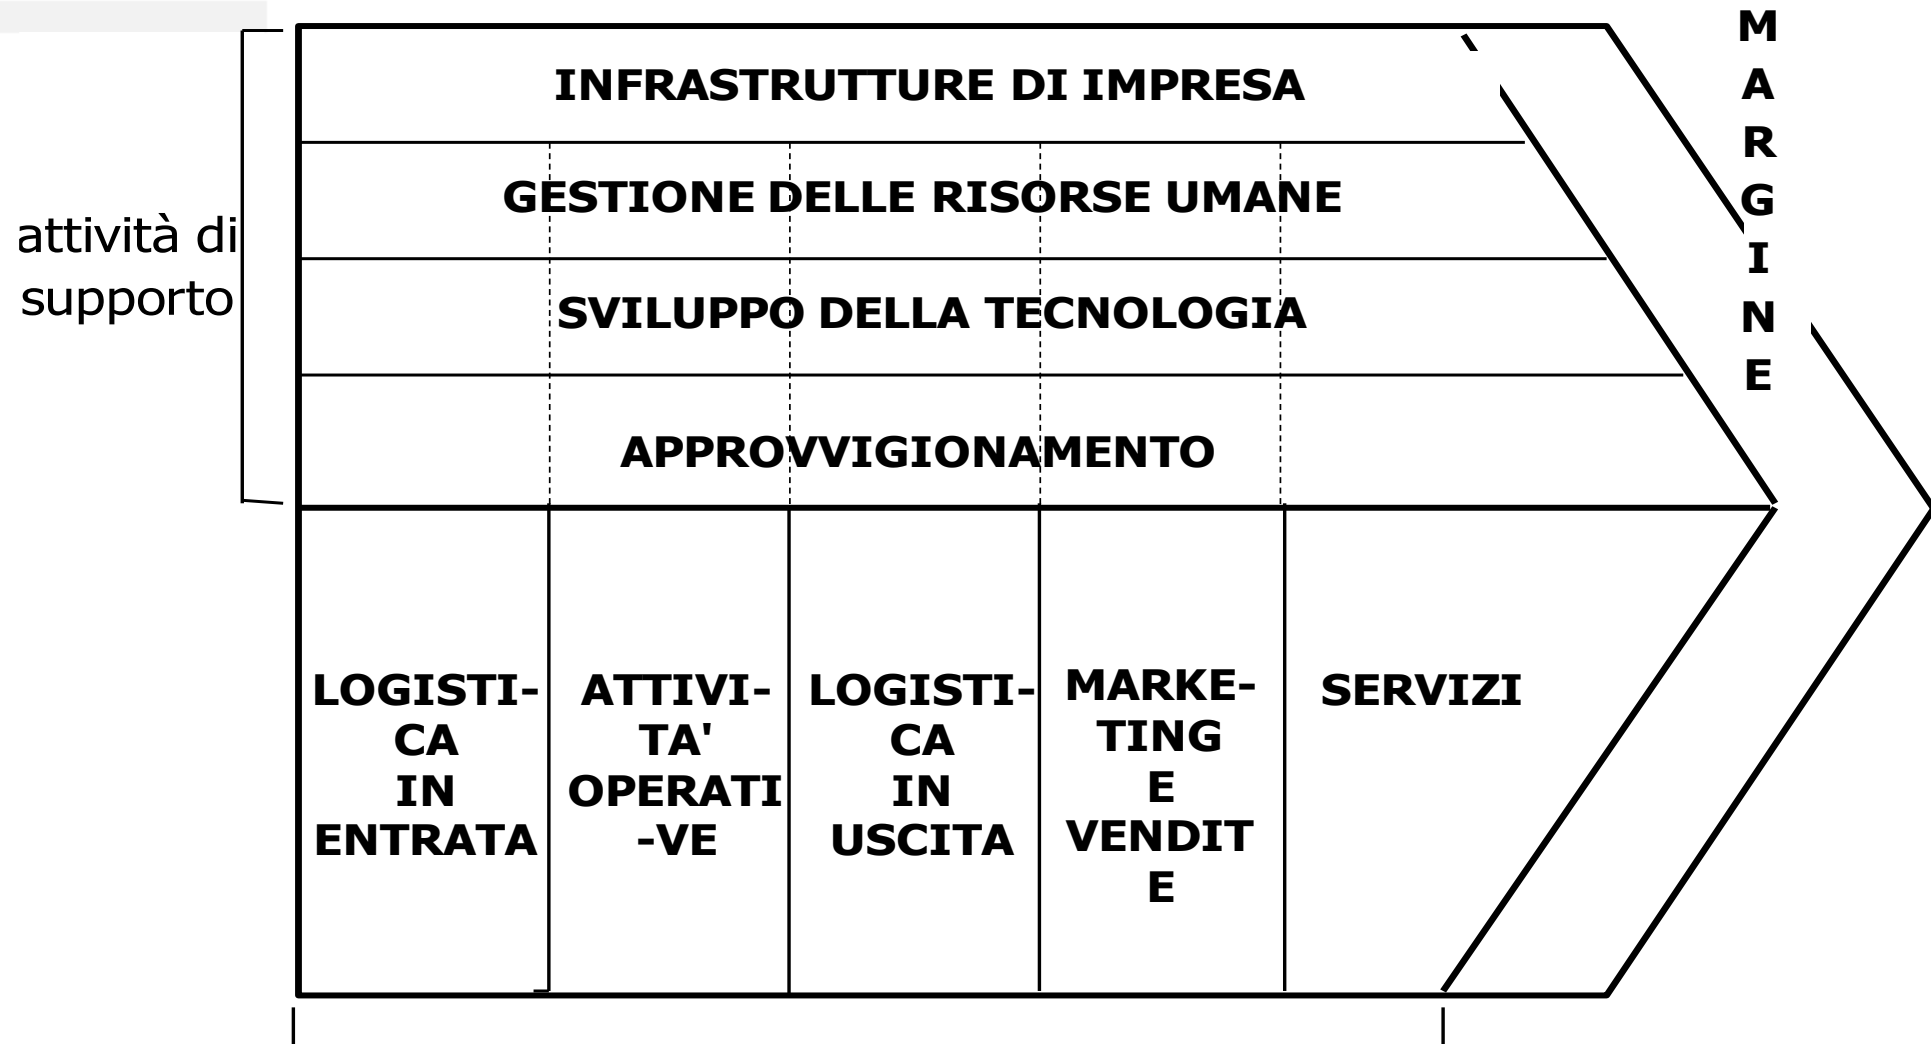 INFRASTRUTTURE DI IMPRESA
GESTIONE DELLE RISORSE UMANE
SVILUPPO DELLA TECNOLOGIA
APPROVVIGIONAMENTO
attività di
supporto
M
A
R
G
I
N
E
LOGISTI-
CA
IN
ENTRATA
ATTIVI-
TA'
OPERATI
-VE
LOGISTI-
CA
IN
USCITA
MARKE-
TING
E
VENDIT
E
SERVIZI